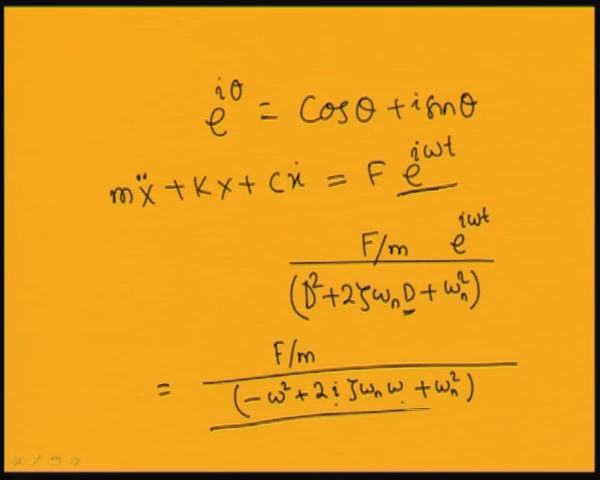 e^{iθ} = cosθ + i sinθ
mẍ + Kx + cẋ = F e^{iωt}
F/m e^{iωt}
(D² + 2ζω_n D + ω_n²)
F/m
= (-ω² + 2iζω_n ω + ω_n²)